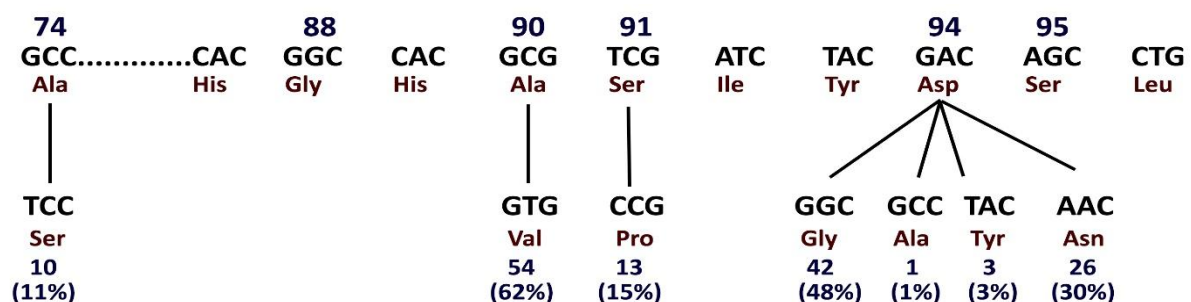 74 88 90 91 94 95
GCC.............CAC GGC CAC GCG TCG ATC TAC GAC AGC CTG
Ala His Gly His Ala Ser Ile Tyr Asp Ser Leu
TCC GTG CCG GGC GCC TAC AAC
Ser Val Pro Gly Ala Tyr Asn
10 54 13 42 1 3 26
(11%) (62%) (15%) (48%) (1%) (3%) (30%)